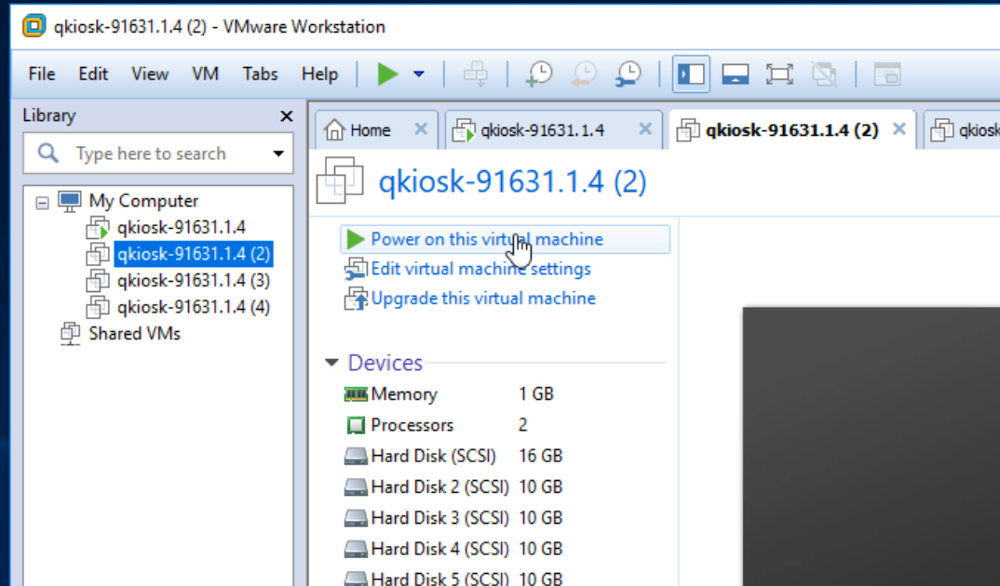 qkiosk-91631.1.4 (2) - VMware Workstation
File Edit View VM Tabs Help
Library
Type here to search
My Computer
qkiosk-91631.1.4
qkiosk-91631.1.4 (2)
qkiosk-91631.1.4 (3)
qkiosk-91631.1.4 (4)
Shared VMs
Home qkiosk-91631.1.4 qkiosk-91631.1.4 (2) qkiosk
qkiosk-91631.1.4 (2)
Power on this virtual machine
Edit virtual machine settings
Upgrade this virtual machine
Devices
Memory 1 GB
Processors 2
Hard Disk (SCSI) 16 GB
Hard Disk 2 (SCSI) 10 GB
Hard Disk 3 (SCSI) 10 GB
Hard Disk 4 (SCSI) 10 GB
Hard Disk 5 (SCSI) 10 GB